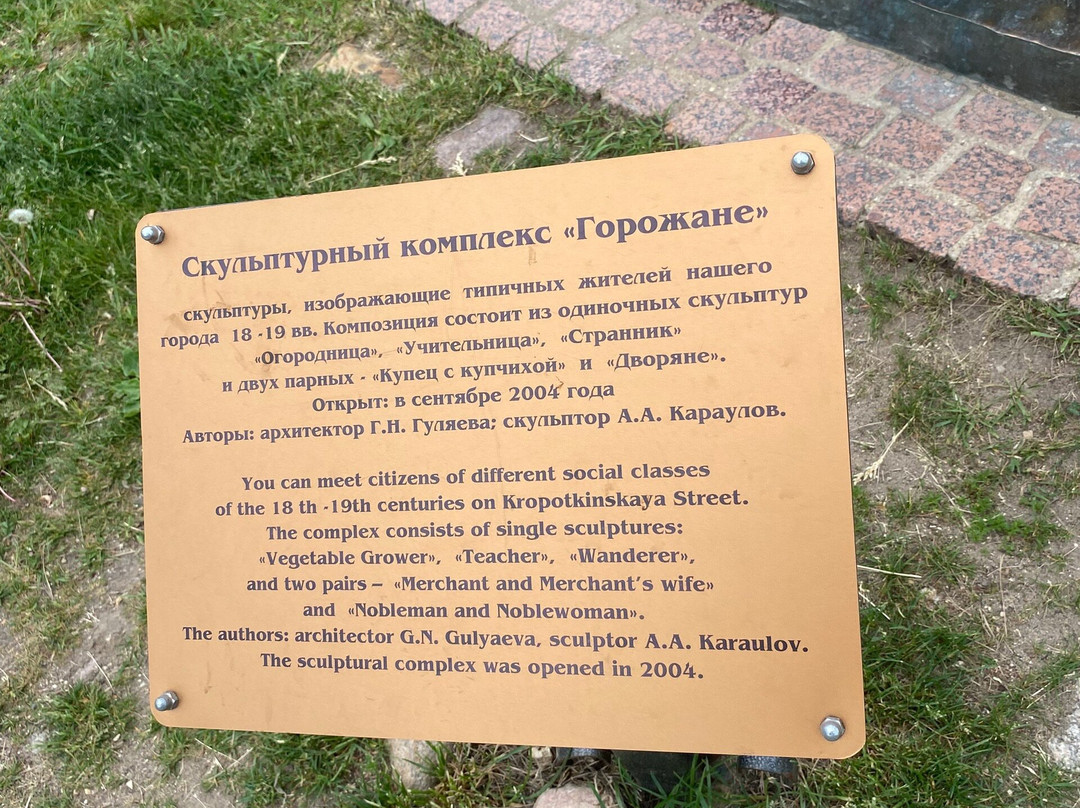 Скульптурный комплекс «Горожане»
скульптуры, изображающие типичных жителей нашего
города 18 -19 вв. Композиция состоит из одиночных скульптур
«Огородница», «Учительница», «Странник»
и двух парных - «Купец с купчихой» и «Дворяне».
Открыт: в сентябре 2004 года
Авторы: архитектор Г.Н. Гуляева; скульптор А.А. Караулов.
You can meet citizens of different social classes
of the 18 th -19th centuries on Kropotkinskaya Street.
The complex consists of single sculptures:
«Vegetable Grower», «Teacher», «Wanderer»,
and two pairs – «Merchant and Merchant's wife»
and «Nobleman and Noblewoman».
The authors: architector G.N. Gulyaeva, sculptor A.A. Karaulov.
The sculptural complex was opened in 2004.